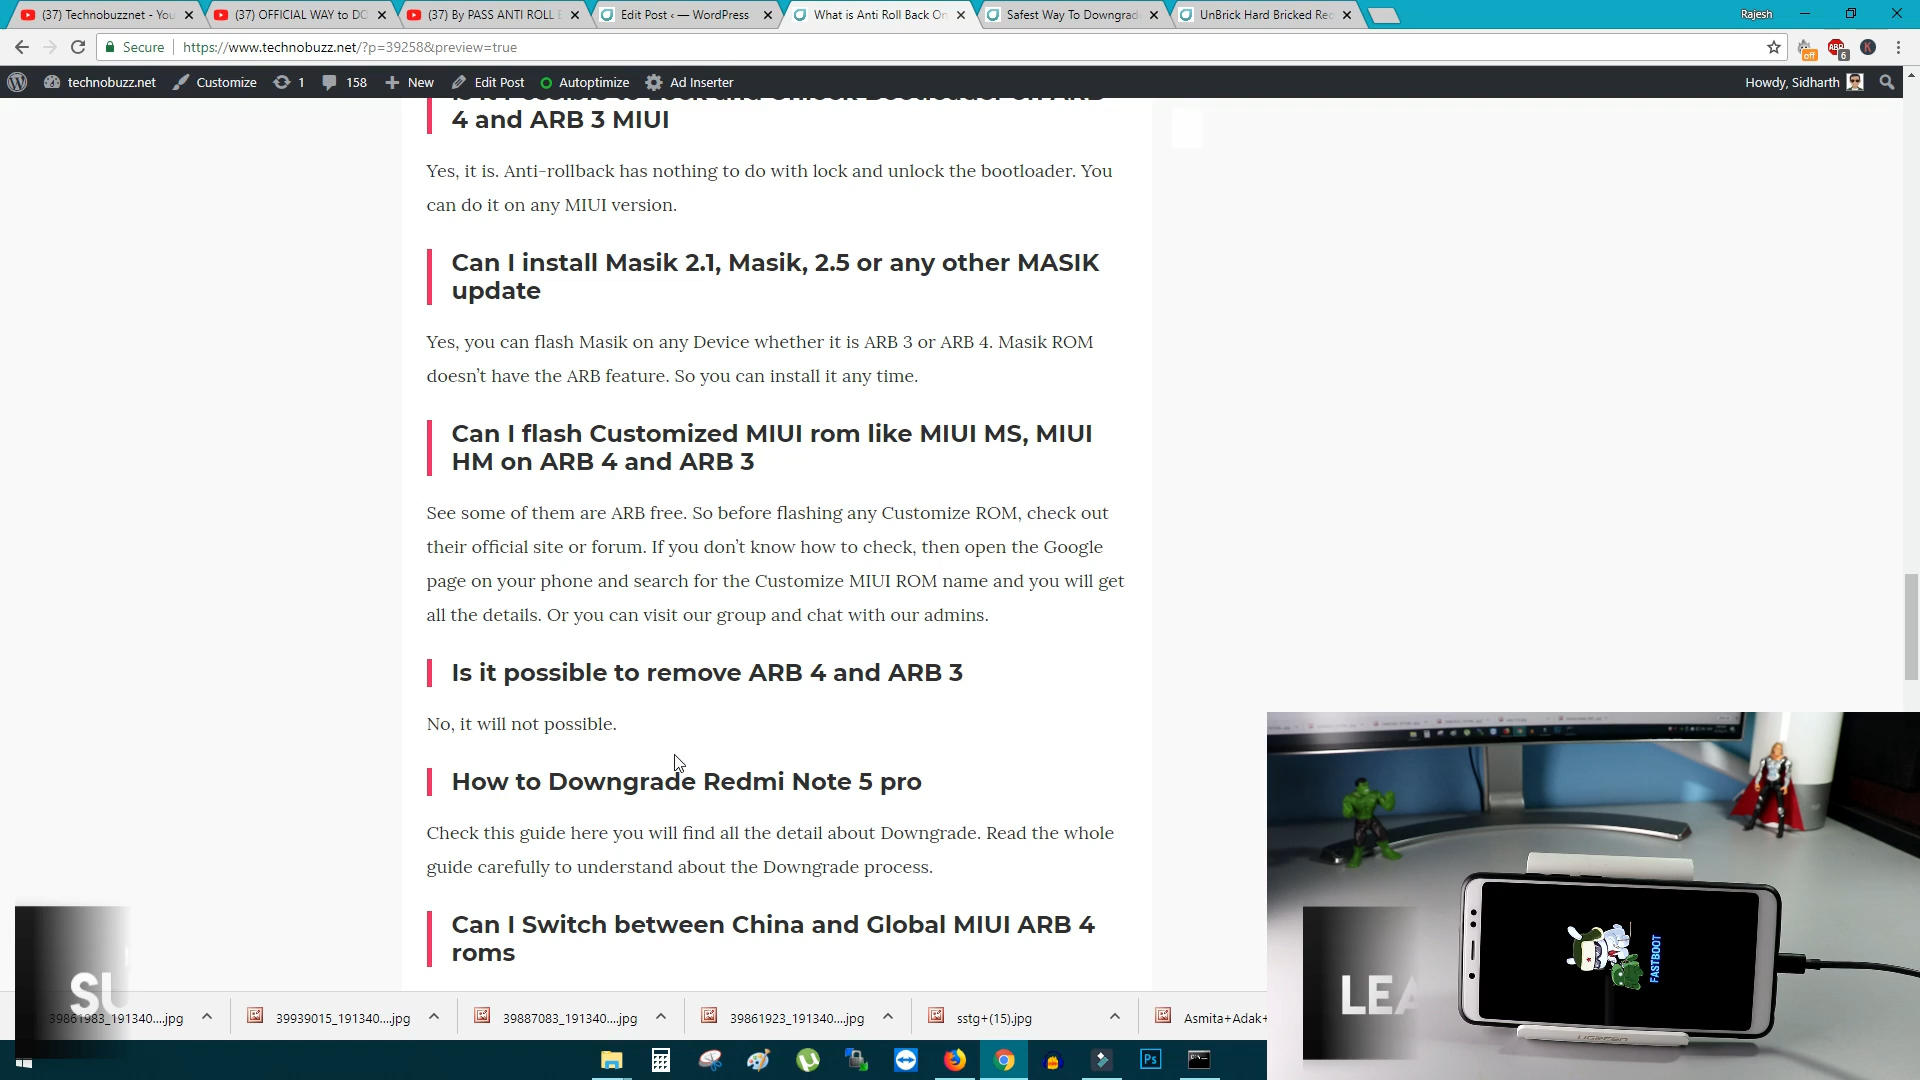 (37) Technobuzznet - You
(37) OFFICIAL WAY to DO
(37) By PASS ANTI ROLL B
Edit Post ‹ — WordPress
What is Anti Roll Back On
Safest Way To Downgrad
UnBrick Hard Bricked Red
Rajesh
Secure
https://www.technobuzz.net/?p=39258&preview=true
off
ABP
6
K
technobuzz.net
Customize
1
158
New
Edit Post
Autoptimize
Ad Inserter
Howdy, Sidharth
4 and ARB 3 MIUI
Yes, it is. Anti-rollback has nothing to do with lock and unlock the bootloader. You
can do it on any MIUI version.
Can I install Masik 2.1, Masik, 2.5 or any other MASIK
update
Yes, you can flash Masik on any Device whether it is ARB 3 or ARB 4. Masik ROM
doesn’t have the ARB feature. So you can install it any time.
Can I flash Customized MIUI rom like MIUI MS, MIUI
HM on ARB 4 and ARB 3
See some of them are ARB free. So before flashing any Customize ROM, check out
their official site or forum. If you don’t know how to check, then open the Google
page on your phone and search for the Customize MIUI ROM name and you will get
all the details. Or you can visit our group and chat with our admins.
Is it possible to remove ARB 4 and ARB 3
No, it will not possible.
How to Downgrade Redmi Note 5 pro
Check this guide here you will find all the detail about Downgrade. Read the whole
guide carefully to understand about the Downgrade process.
Can I Switch between China and Global MIUI ARB 4
roms
SU
39861983_191340....jpg
39939015_191340....jpg
39887083_191340....jpg
39861923_191340....jpg
sstg+(15).jpg
Asmita+Adak+
Ps
LEA
FASTBOOT
UGREEN